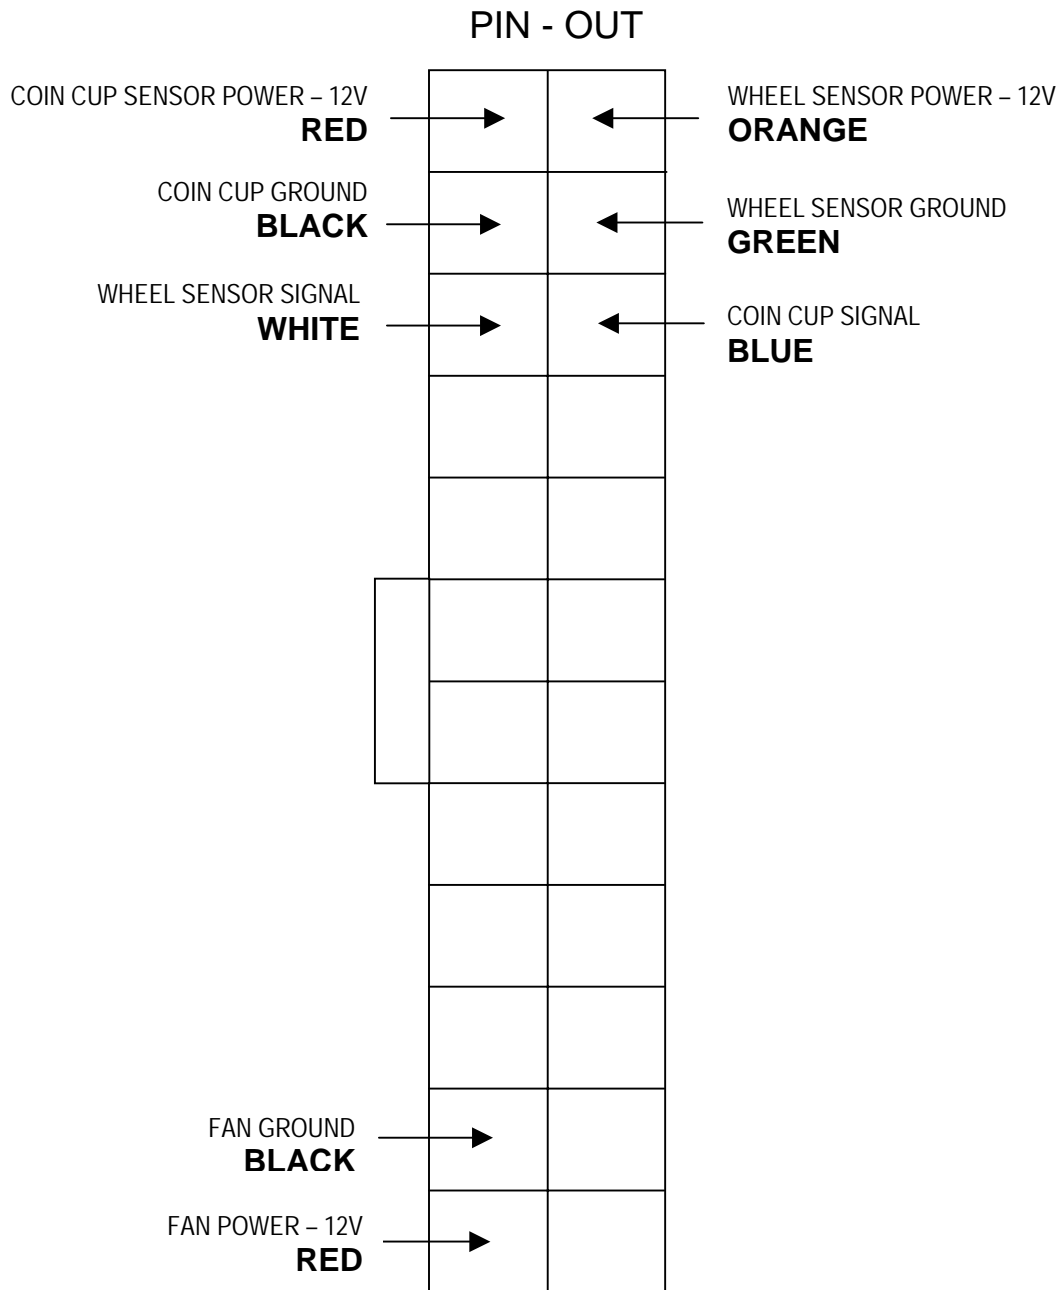 PIN - OUT
COIN CUP SENSOR POWER – 12V
RED
WHEEL SENSOR POWER – 12V
ORANGE
COIN CUP GROUND
BLACK
WHEEL SENSOR GROUND
GREEN
WHEEL SENSOR SIGNAL
WHITE
COIN CUP SIGNAL
BLUE
FAN GROUND
BLACK
FAN POWER – 12V
RED